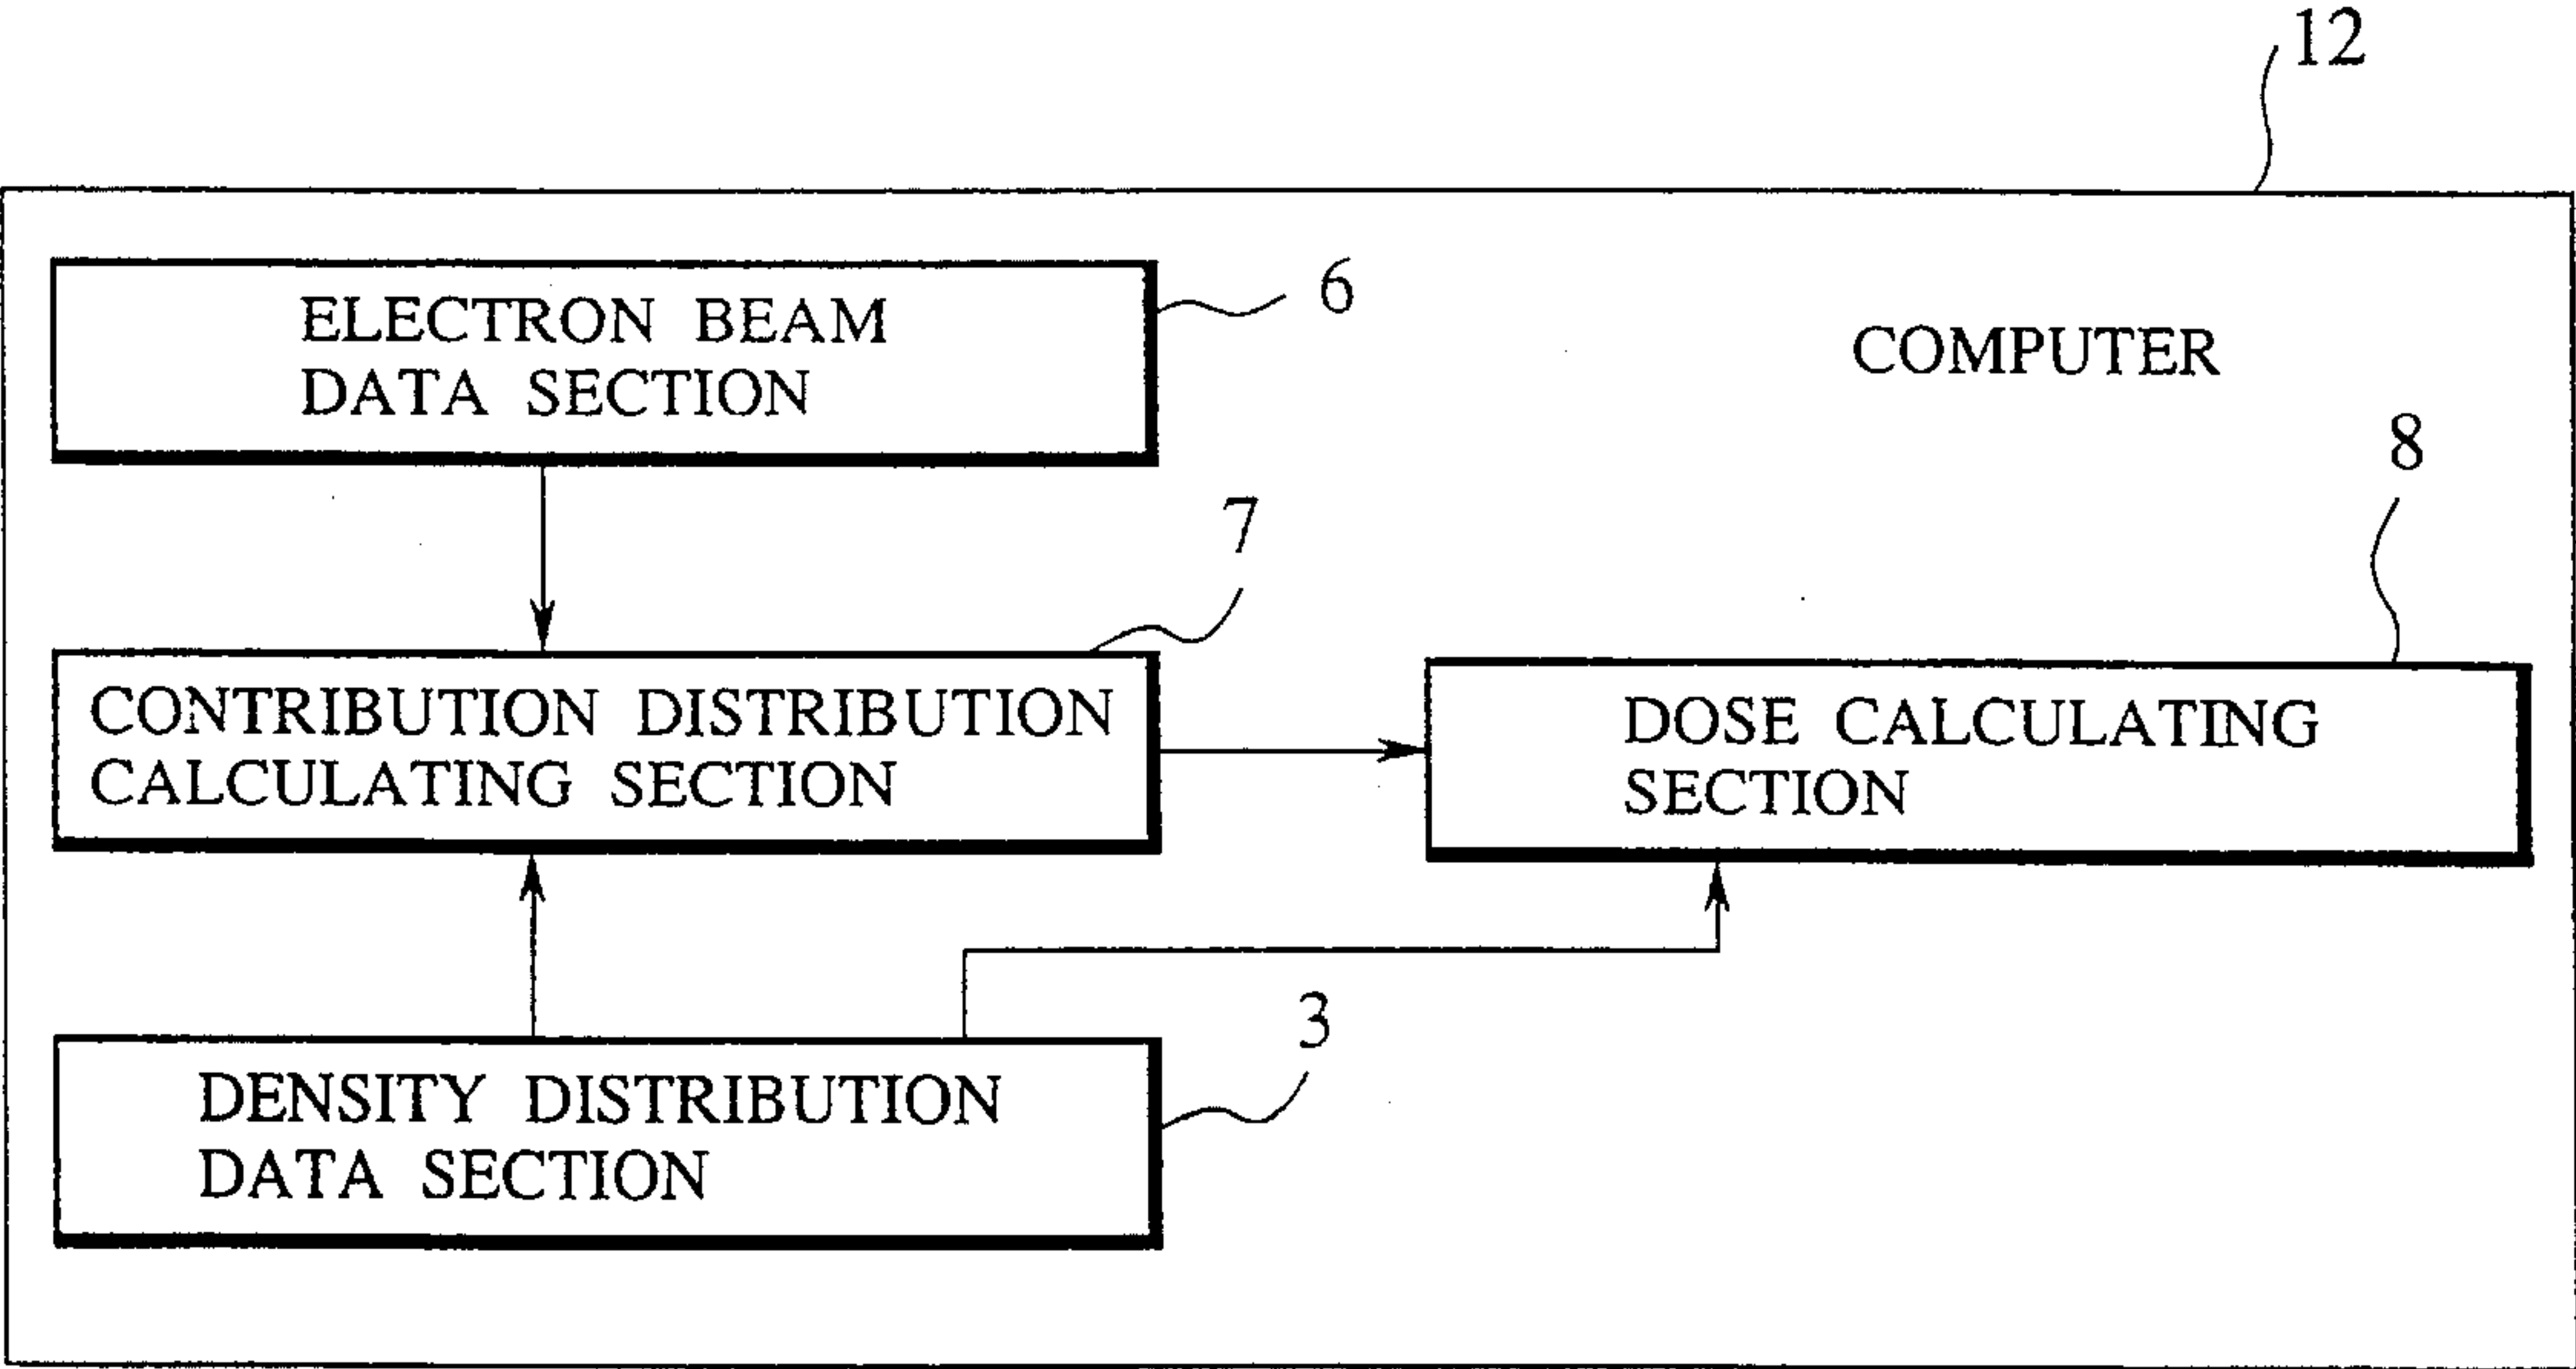 12
ELECTRON BEAM
DATA SECTION
6
COMPUTER
8
7
CONTRIBUTION DISTRIBUTION
CALCULATING SECTION
DOSE CALCULATING
SECTION
3
DENSITY DISTRIBUTION
DATA SECTION